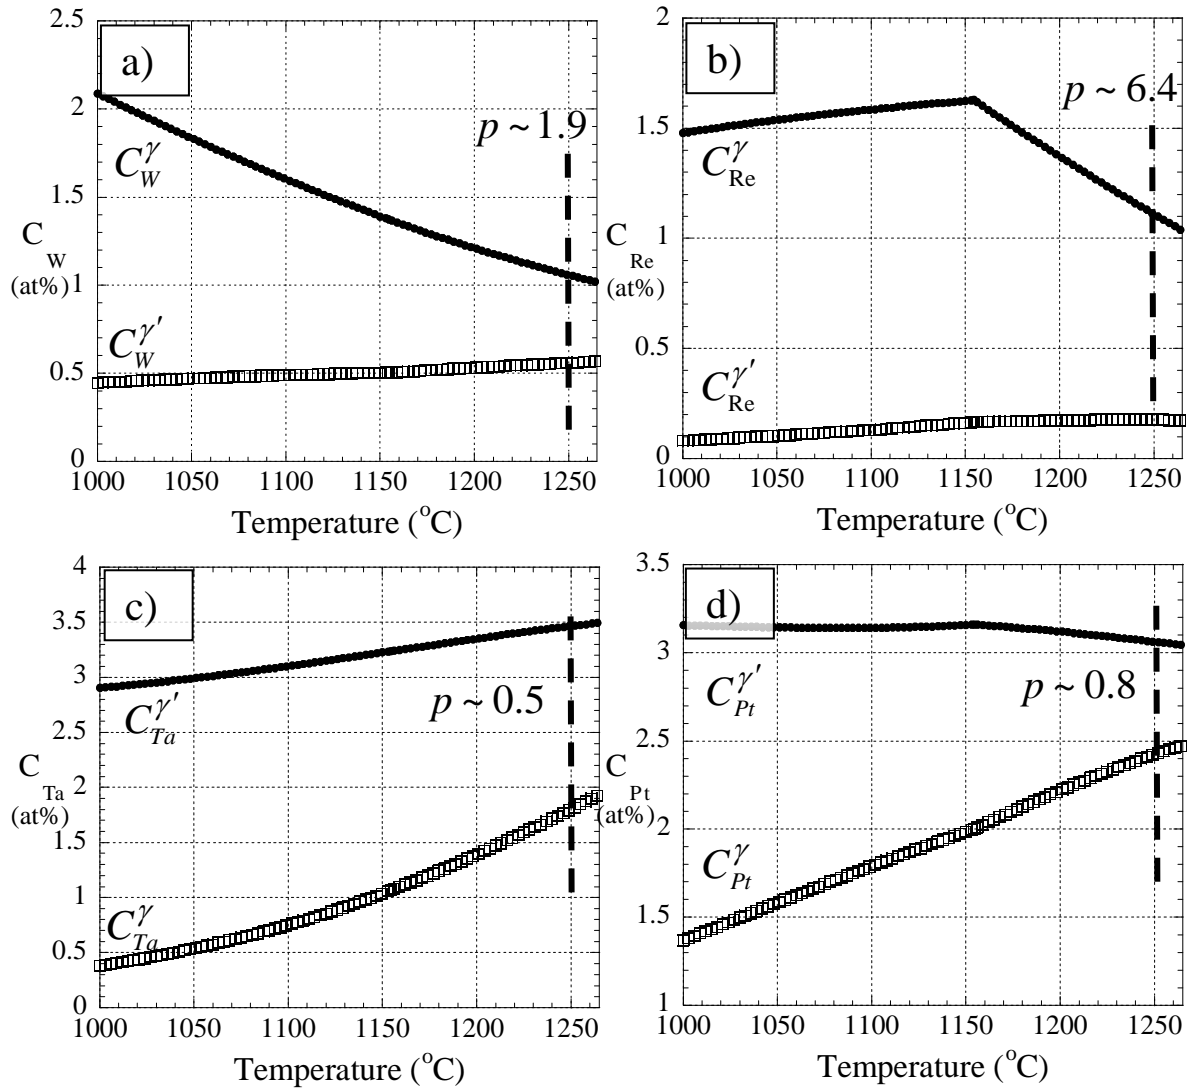 a)
2.5
2
1.5
1
0.5
0
C
W
(at%)
C_W^γ
C_W^γ'
p ~ 1.9
1000 1050 1100 1150 1200 1250
Temperature (°C)
b)
2
1.5
1
0.5
0
C
Re
(at%)
C_Re^γ
C_Re^γ'
p ~ 6.4
1000 1050 1100 1150 1200 1250
Temperature (°C)
c)
4
3.5
3
2.5
2
1.5
1
0.5
0
C
Ta
(at%)
C_Ta^γ'
C_Ta^γ
p ~ 0.5
1000 1050 1100 1150 1200 1250
Temperature (°C)
d)
3.5
3
2.5
2
1.5
1
C
Pt
(at%)
C_Pt^γ'
C_Pt^γ
p ~ 0.8
1000 1050 1100 1150 1200 1250
Temperature (°C)